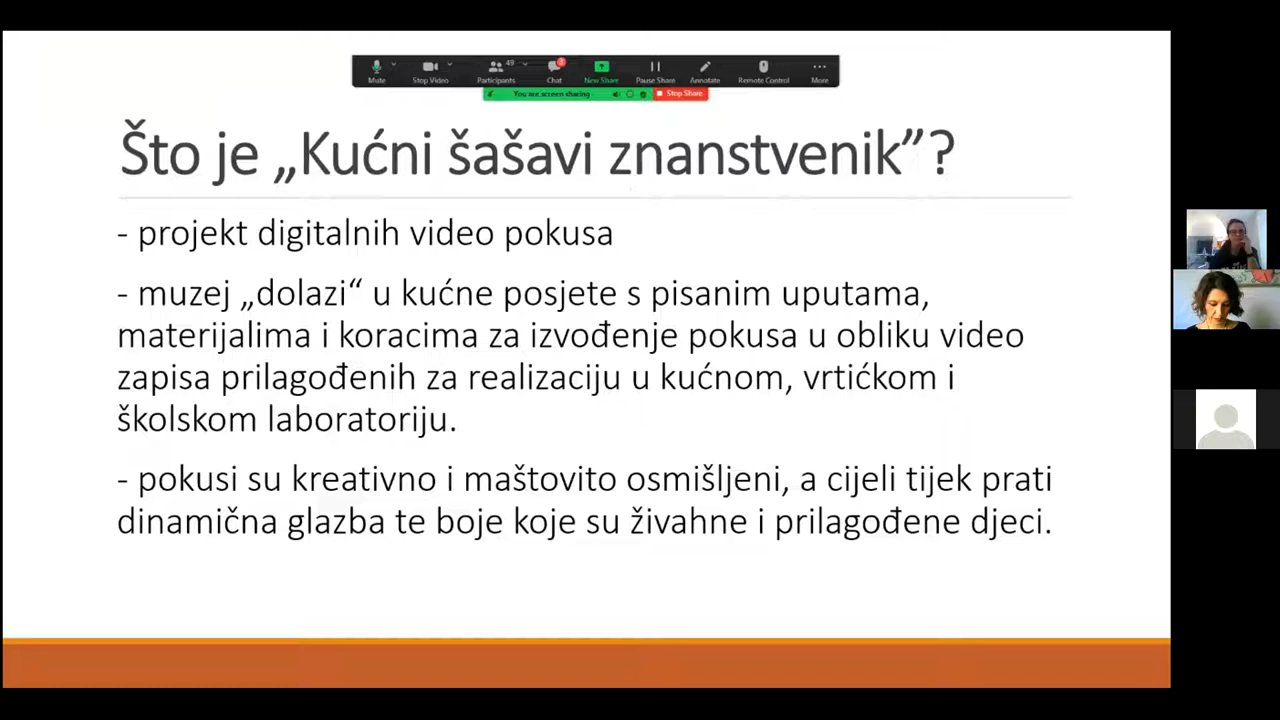 Mute Stop Video Participants 49 Chat 3 New Share Pause Share Annotate Remote Control More
You are screen sharing Stop Share
Što je „Kućni šašavi znanstvenik”?
- projekt digitalnih video pokusa
- muzej „dolazi“ u kućne posjete s pisanim uputama,
materijalima i koracima za izvođenje pokusa u obliku video
zapisa prilagođenih za realizaciju u kućnom, vrtićkom i
školskom laboratoriju.
- pokusi su kreativno i maštovito osmišljeni, a cijeli tijek prati
dinamična glazba te boje koje su živahne i prilagođene djeci.